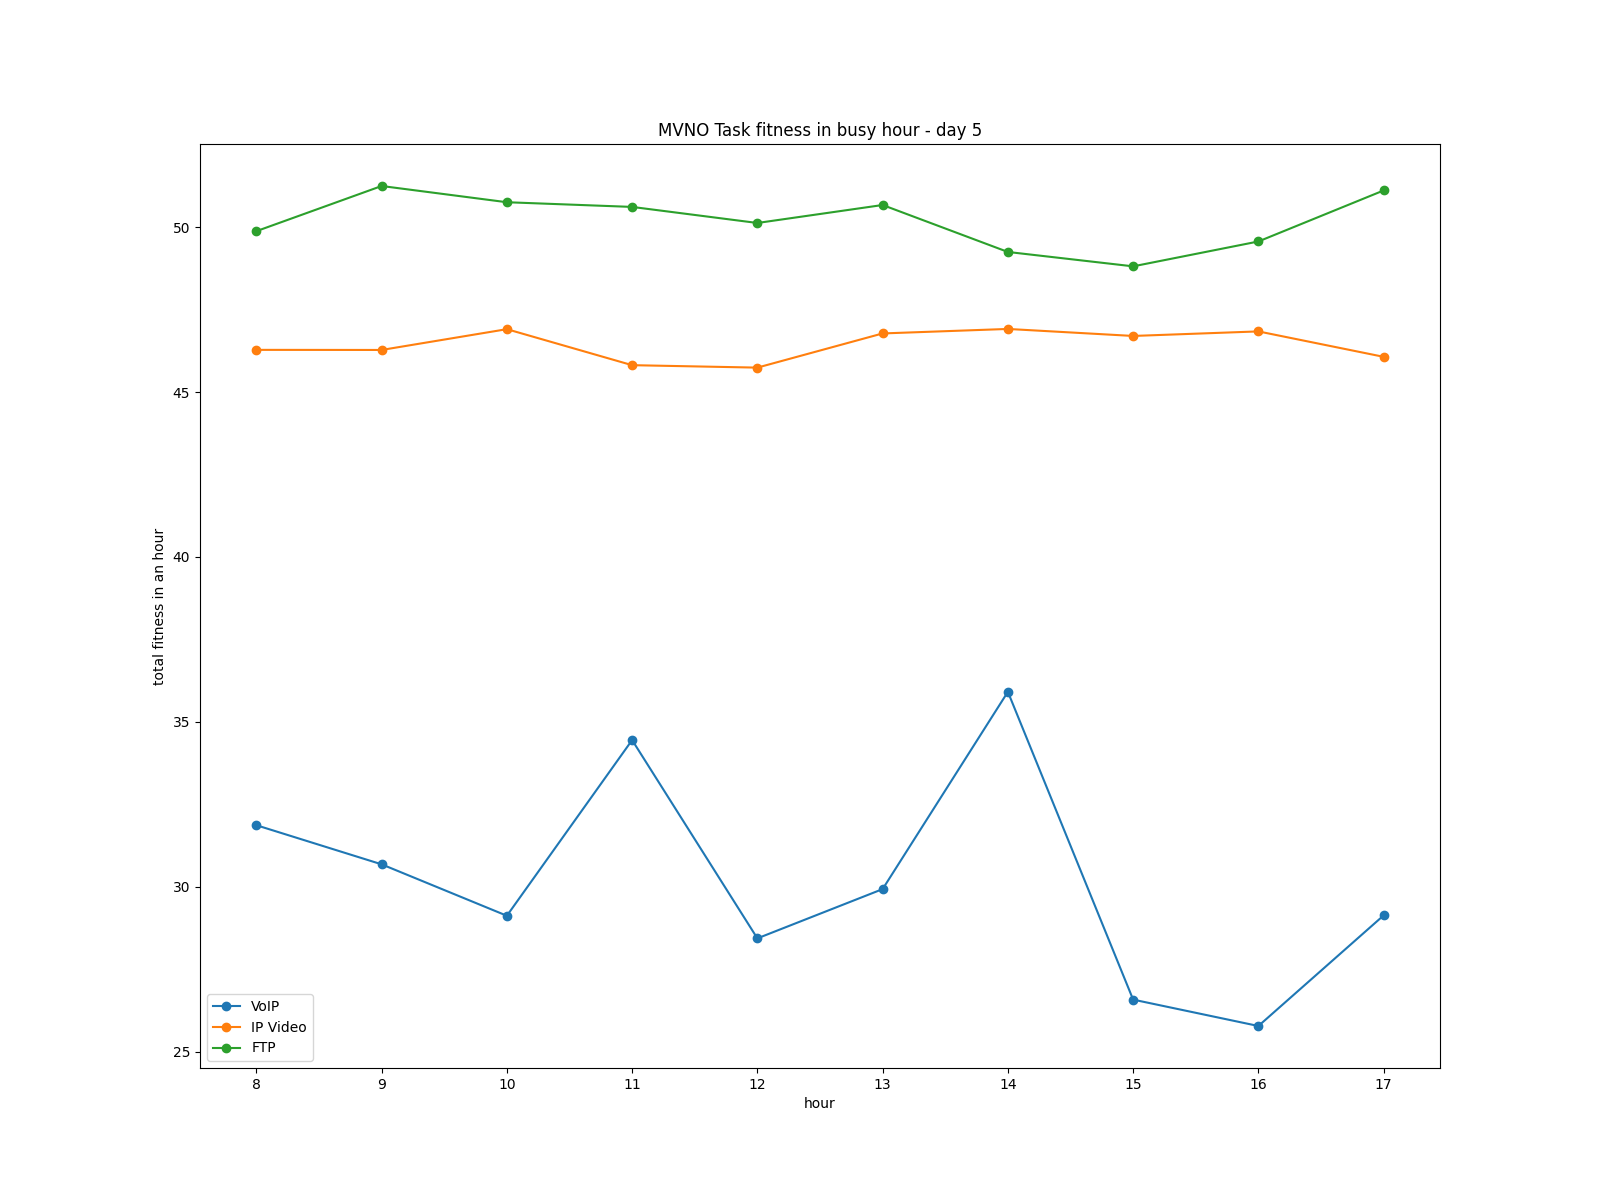 MVNO Task fitness in busy hour - day 5
total fitness in an hour
50
45
40
35
30
25
VoIP
IP Video
FTP
8 9 10 11 12 13 14 15 16 17
hour